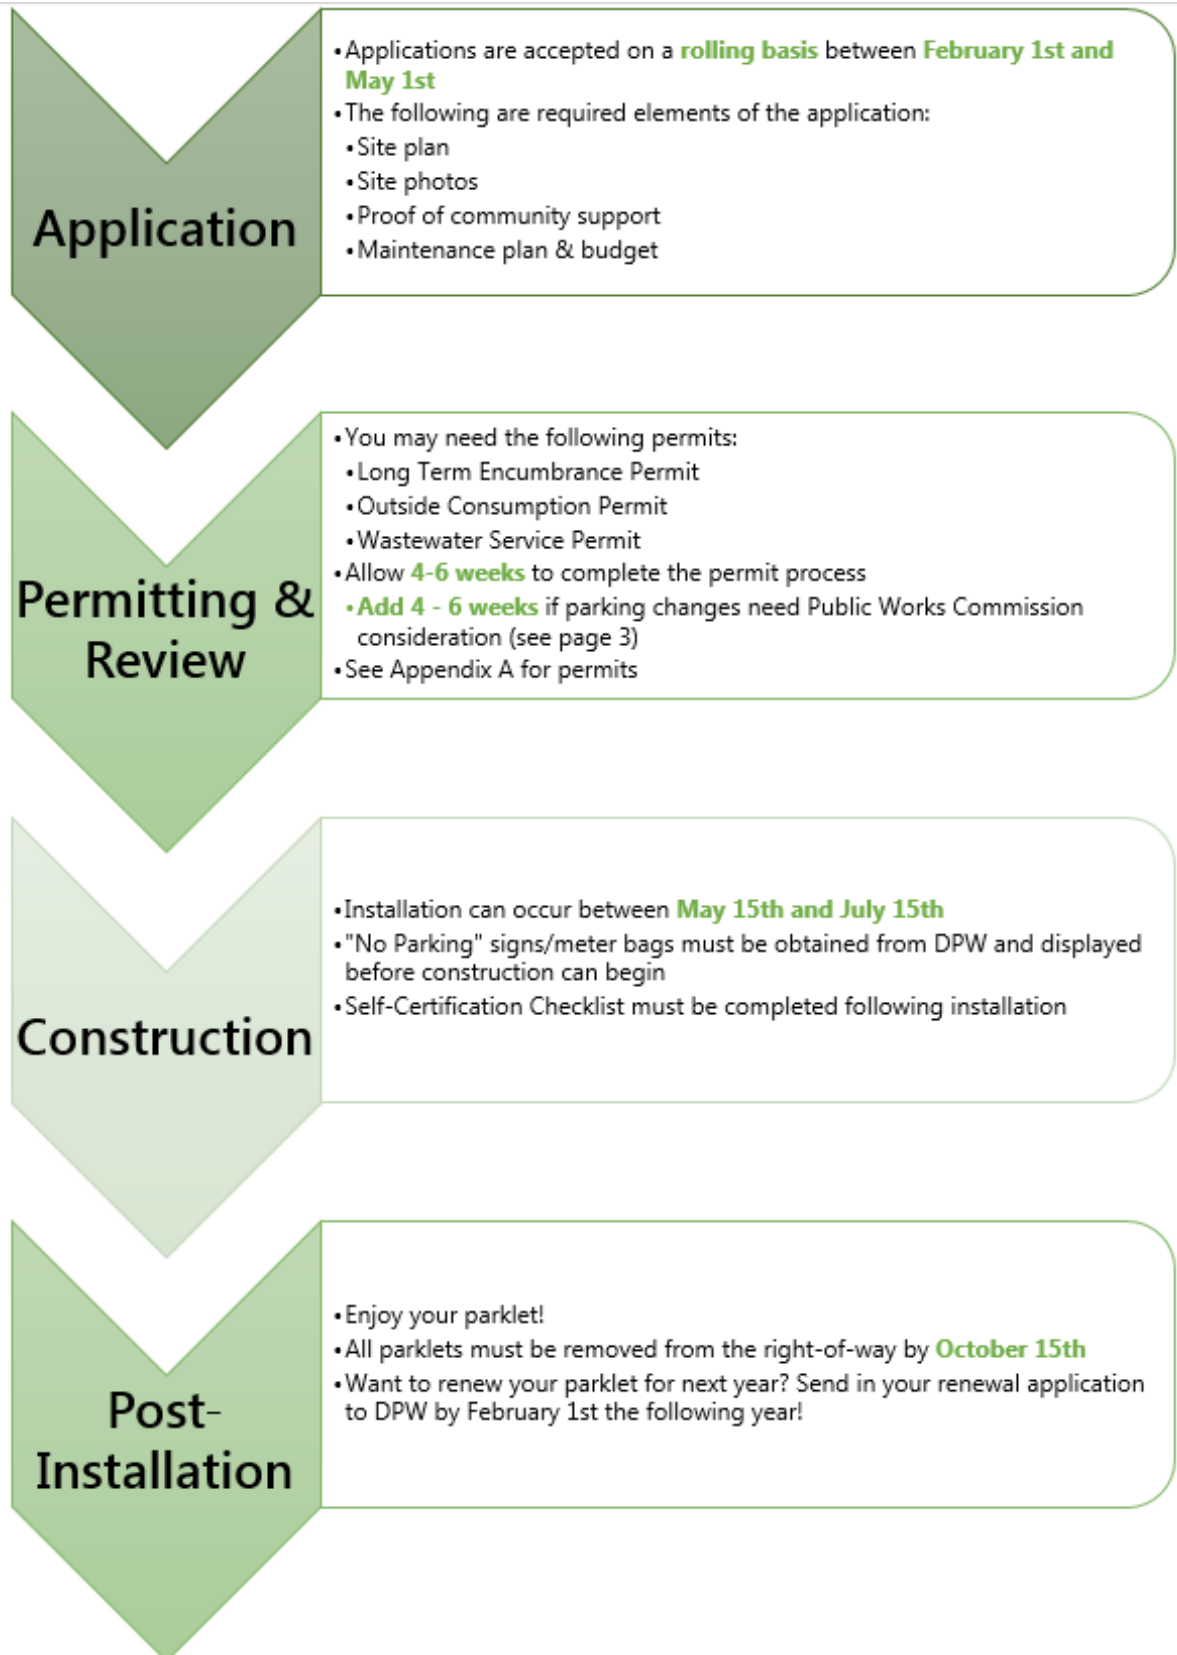 Application
•Applications are accepted on a rolling basis between February 1st and
May 1st
•The following are required elements of the application:
•Site plan
•Site photos
•Proof of community support
•Maintenance plan & budget
Permitting &
Review
•You may need the following permits:
•Long Term Encumbrance Permit
•Outside Consumption Permit
•Wastewater Service Permit
•Allow 4-6 weeks to complete the permit process
•Add 4 - 6 weeks if parking changes need Public Works Commission
consideration (see page 3)
•See Appendix A for permits
Construction
•Installation can occur between May 15th and July 15th
•"No Parking" signs/meter bags must be obtained from DPW and displayed
before construction can begin
•Self-Certification Checklist must be completed following installation
Post-
Installation
•Enjoy your parklet!
•All parklets must be removed from the right-of-way by October 15th
•Want to renew your parklet for next year? Send in your renewal application
to DPW by February 1st the following year!